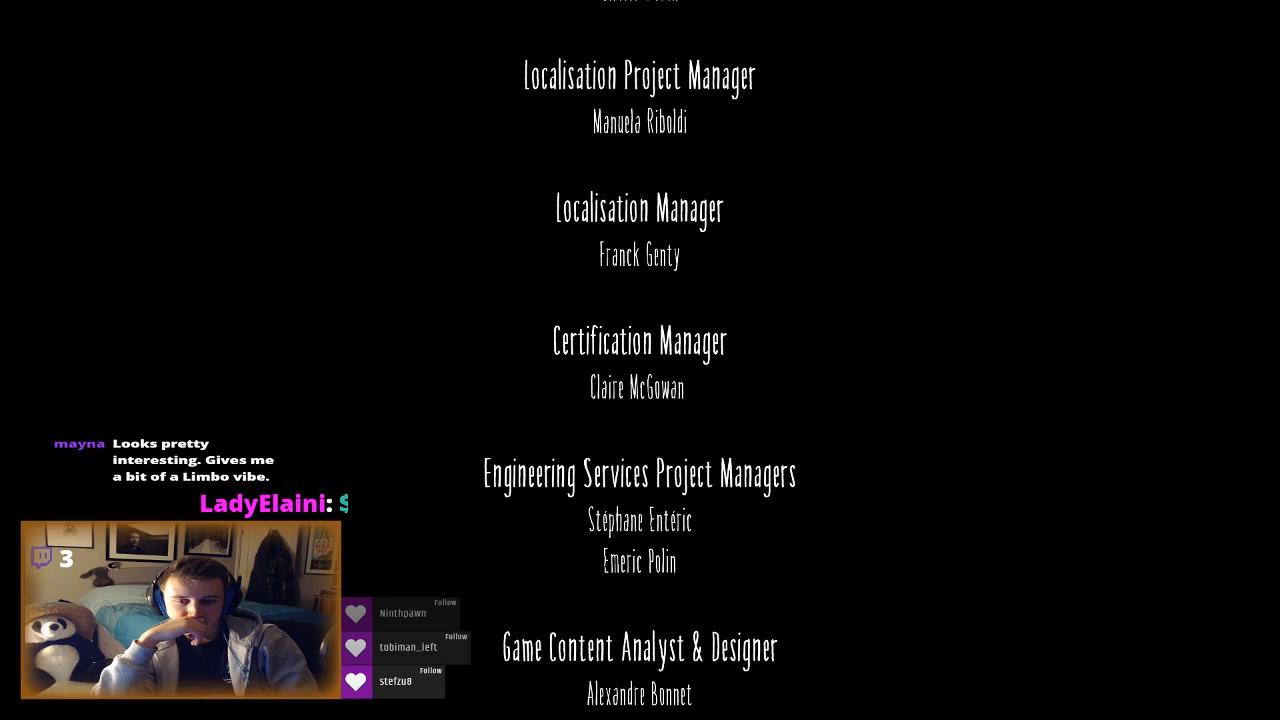 Localisation Project Manager
Manuela Riboldi
Localisation Manager
Franck Genty
Certification Manager
Claire McGowan
Engineering Services Project Managers
Stéphane Entéric
Emeric Polin
Game Content Analyst & Designer
Alexandre Bonnet
mayna Looks pretty
interesting. Gives me
a bit of a Limbo vibe.
LadyElaini: $
3
Follow
Ninthpawn
Follow
tobiman_left
Follow
stefzu8